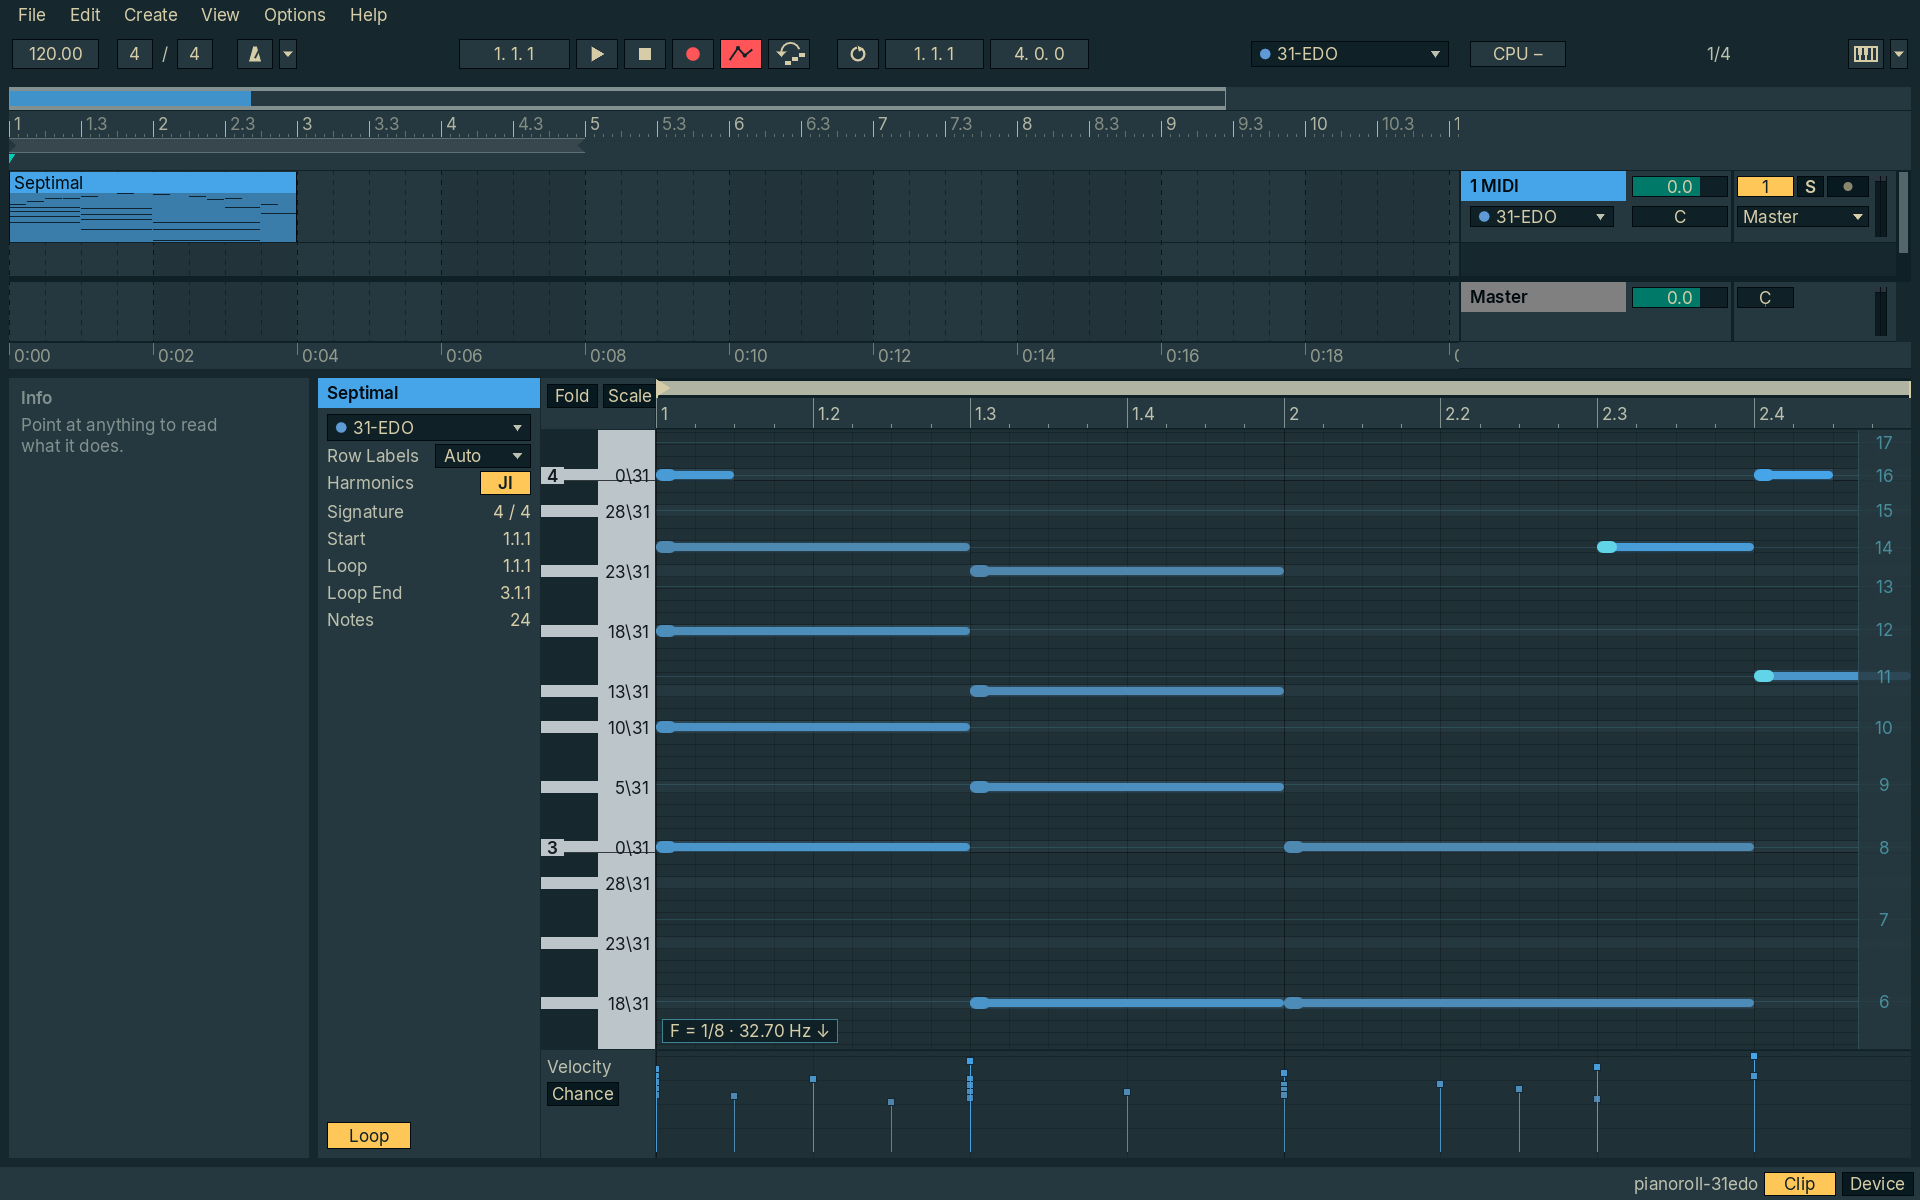 File Edit Create View Options Help
120.00 4 / 4 1. 1. 1 1. 1. 1 4. 0. 0 31-EDO CPU – 1/4
1 1.3 2 2.3 3 3.3 4 4.3 5 5.3 6 6.3 7 7.3 8 8.3 9 9.3 10 10.3 1
Septimal 1 MIDI 0.0 1 S
31-EDO C Master
Master 0.0 C
0:00 0:02 0:04 0:06 0:08 0:10 0:12 0:14 0:16 0:18
Info
Point at anything to read
what it does.
Septimal
31-EDO
Row Labels Auto
Harmonics JI
Signature 4 / 4
Start 1.1.1
Loop 1.1.1
Loop End 3.1.1
Notes 24
Loop
Fold Scale
1 1.2 1.3 1.4 2 2.2 2.3 2.4
17
4 0\31 16
28\31 15
14
23\31 13
18\31 12
13\31 11
10\31 10
5\31 9
3 0\31 8
28\31
7
23\31
18\31 6
F = 1/8 · 32.70 Hz ↓
Velocity
Chance
pianoroll-31edo Clip Device